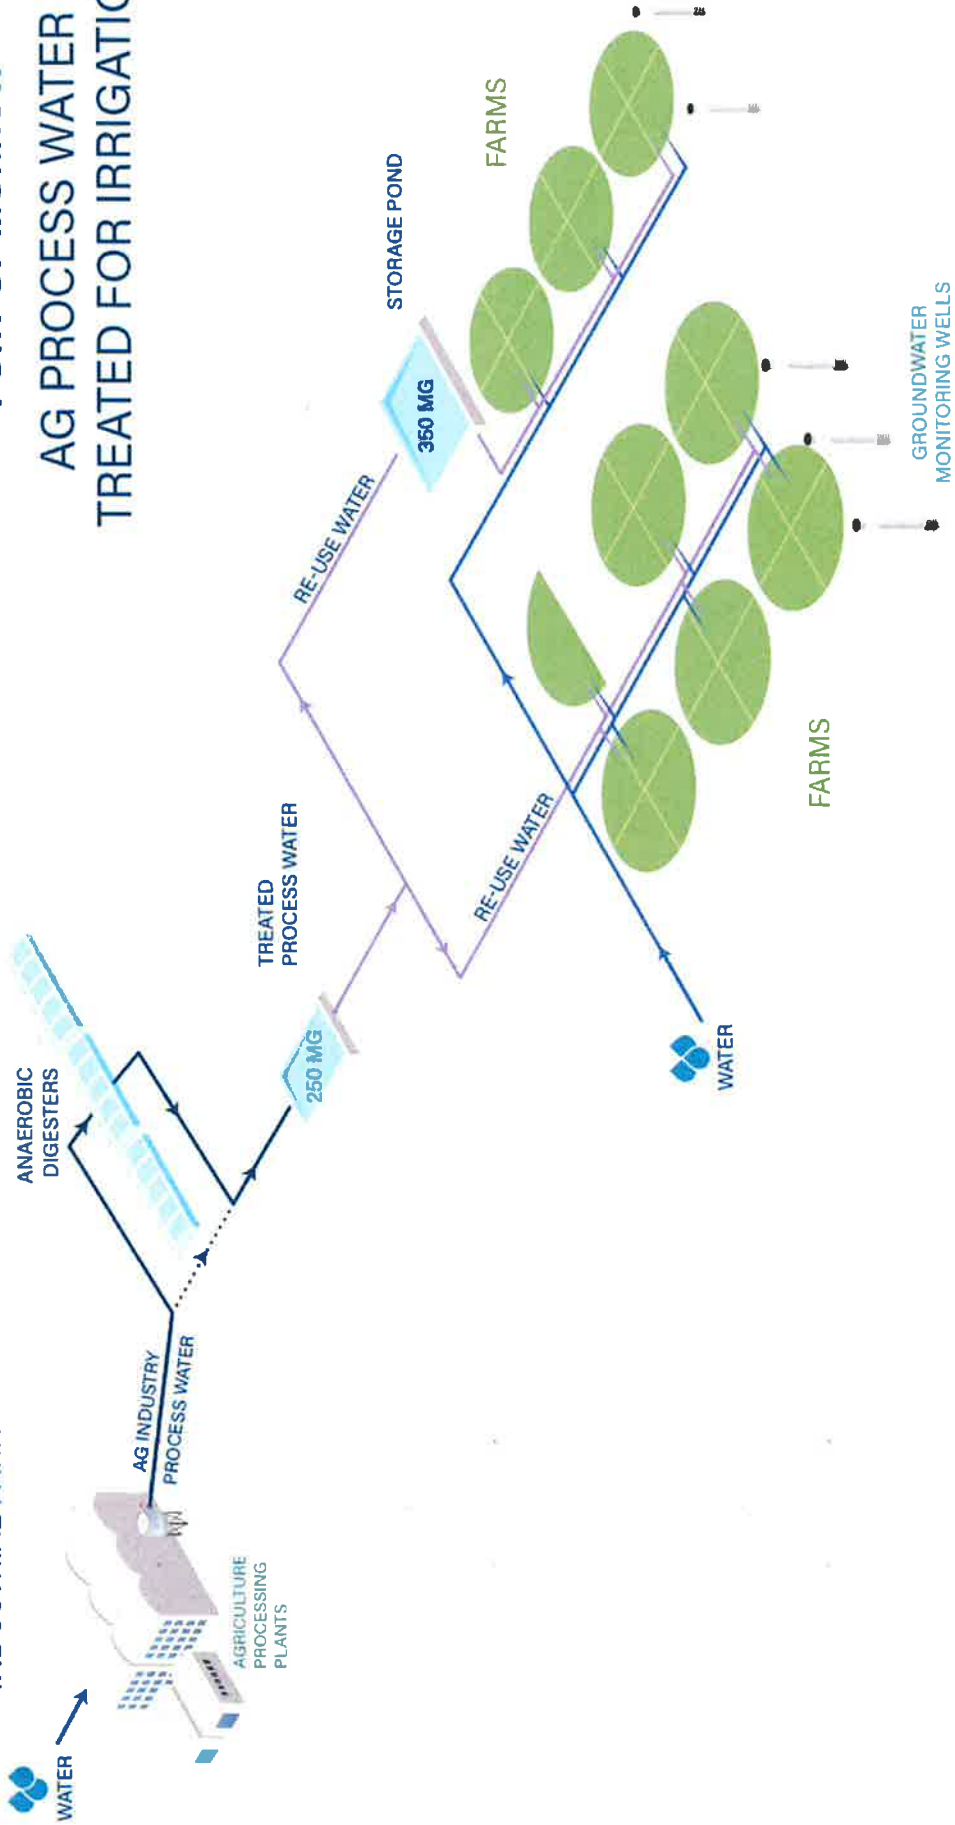 AG PROCESS WATER
TREATED FOR
WATER
AGRICULTURE
PROCESSING
PLANTS
AG INDUSTRY
PROCESS WATER
ANAEROBIC
DIGESTERS
250 MG
TREATED
PROCESS WATER
RE-USE WATER
RE-USE WATER
350 MG
STORAGE POND
FARMS
WATER
FARMS
GROUNDWATER
MONITORING WELLS